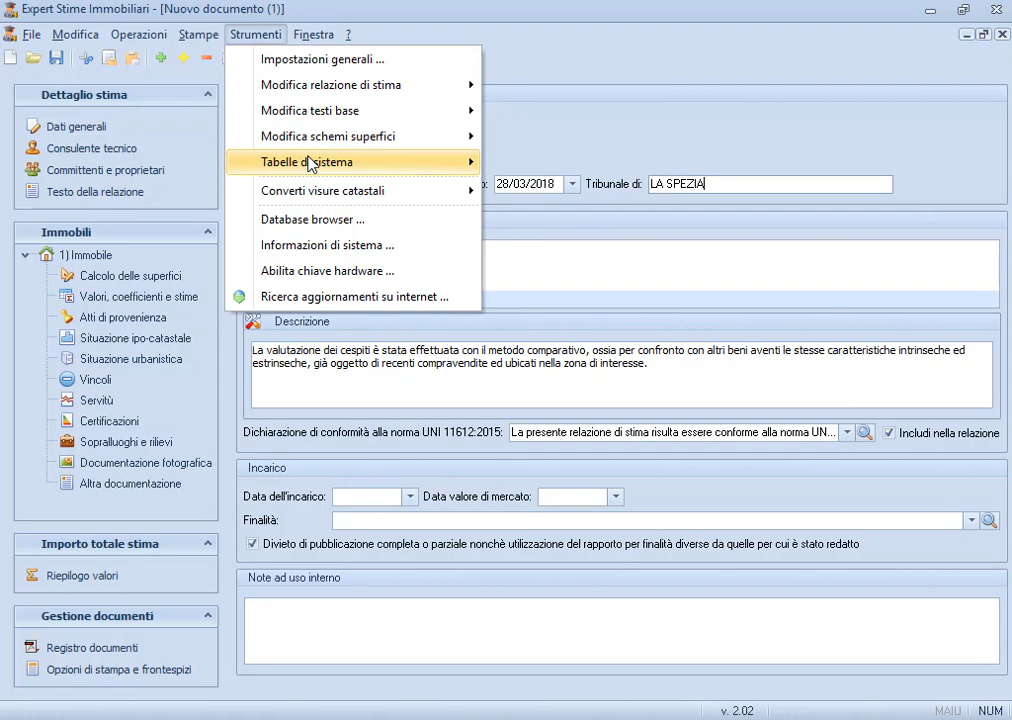 Expert Stime Immobiliari - [Nuovo documento (1)]
File Modifica Operazioni Stampe Strumenti Finestra ?
Impostazioni generali ...
Modifica relazione di stima
Modifica testi base
Modifica schemi superfici
Tabelle di sistema
Converti visure catastali
Database browser ...
Informazioni di sistema ...
Abilita chiave hardware ...
Ricerca aggiornamenti su internet ...
Dettaglio stima
Dati generali
Consulente tecnico
Committenti e proprietari
Testo della relazione
Immobili
1) Immobile
Calcolo delle superfici
Valori, coefficienti e stime
Atti di provenienza
Situazione ipo-catastale
Situazione urbanistica
Vincoli
Servitù
Certificazioni
Sopralluoghi e rilievi
Documentazione fotografica
Altra documentazione
Importo totale stima
Riepilogo valori
Gestione documenti
Registro documenti
Opzioni di stampa e frontespizi
28/03/2018 Tribunale di: LA SPEZIA
Descrizione
La valutazione dei cespiti è stata effettuata con il metodo comparativo, ossia per confronto con altri beni aventi le stesse caratteristiche intrinseche ed
estrinseche, già oggetto di recenti compravendite ed ubicati nella zona di interesse.
Dichiarazione di conformità alla norma UNI 11612:2015: La presente relazione di stima risulta essere conforme alla norma UN... Includi nella relazione
Incarico
Data dell'incarico: Data valore di mercato:
Finalità:
Divieto di pubblicazione completa o parziale nonchè utilizzazione del rapporto per finalità diverse da quelle per cui è stato redatto
Note ad uso interno
v. 2.02 MAIU NUM